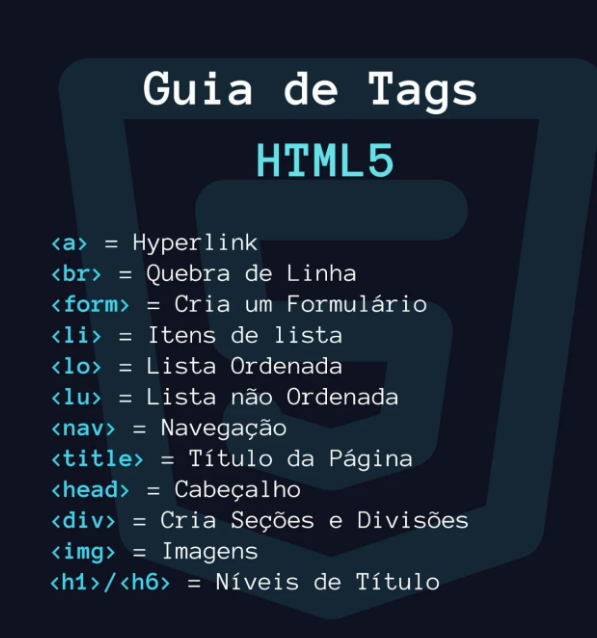 Guia de Tags
HTML5
<a> = Hyperlink
<br> = Quebra de Linha
<form> = Cria um Formulário
<li> = Itens de lista
<lo> = Lista Ordenada
<lu> = Lista não Ordenada
<nav> = Navegação
<title> = Título da Página
<head> = Cabeçalho
<div> = Cria Seções e Divisões
<img> = Imagens
<h1>/<h6> = Níveis de Título